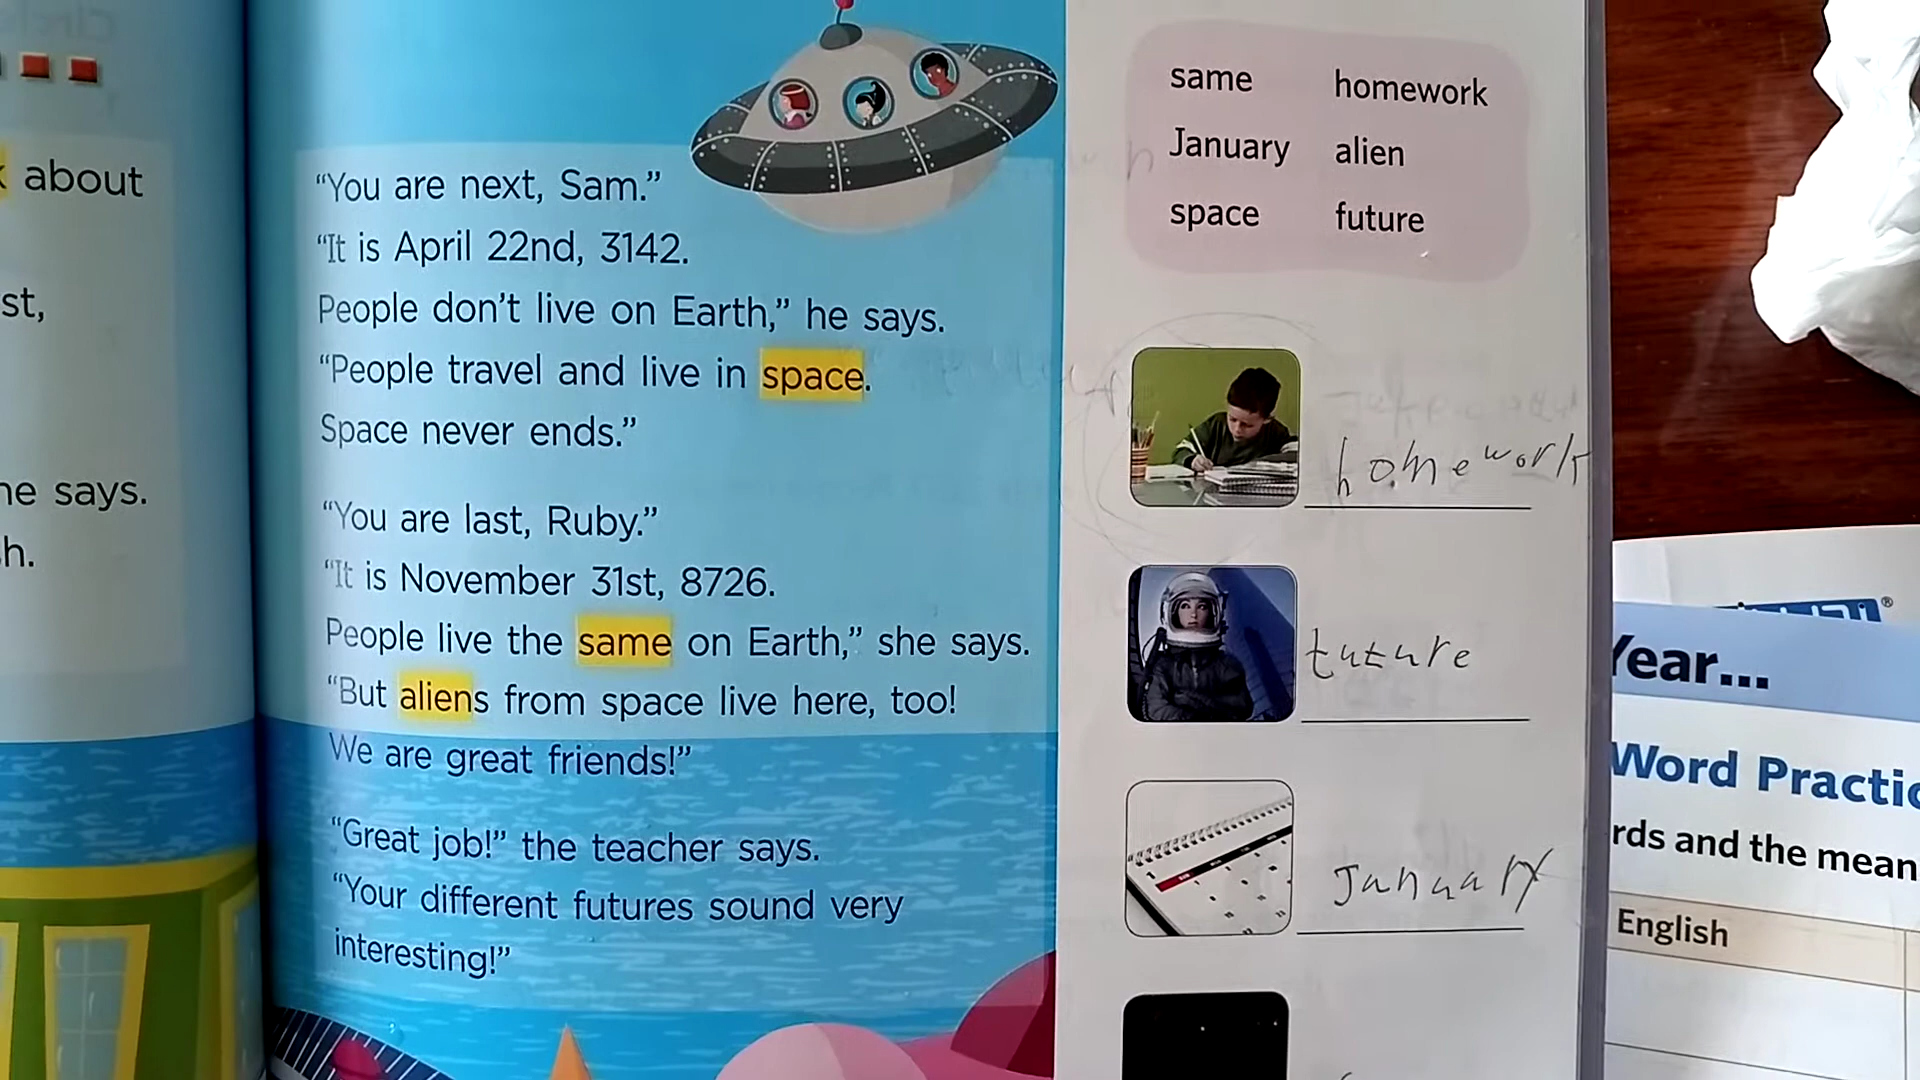 about
st,
he says.
h.
“You are next, Sam.”
“It is April 22nd, 3142.
People don’t live on Earth,” he says.
“People travel and live in space.
Space never ends.”
“You are last, Ruby.”
“It is November 31st, 8726.
People live the same on Earth,” she says.
“But aliens from space live here, too!
We are great friends!”
“Great job!” the teacher says.
“Your different futures sound very
interesting!”
same homework
January alien
space future
homework
future
January
Year...
Word Practic
rds and the mean
English